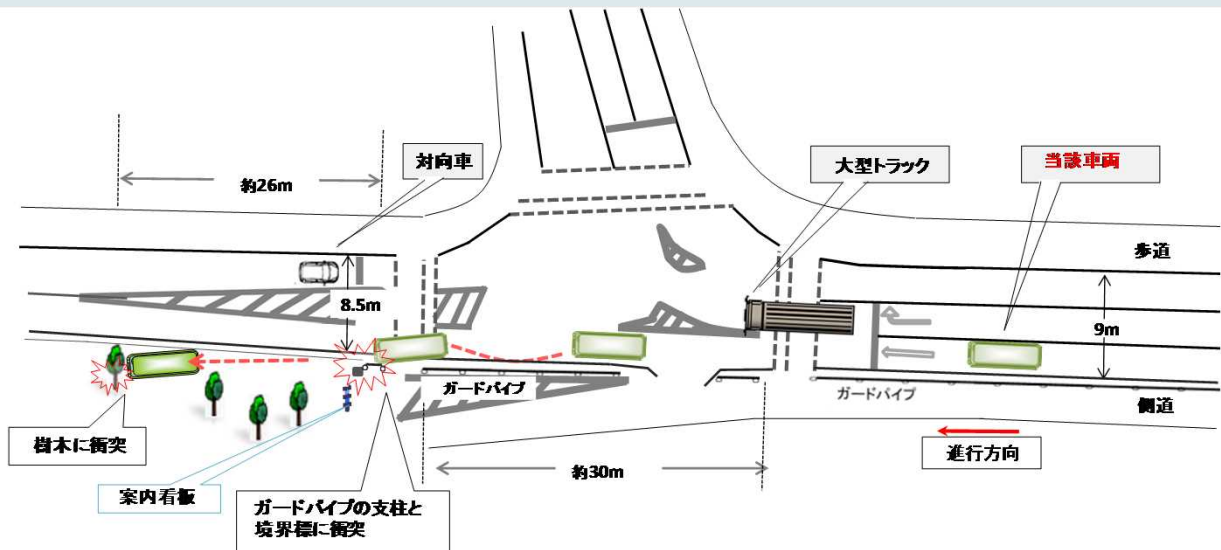 対向車
大型トラック
当該車両
約26m
歩道
8.5m
9m
ガードパイプ
ガードパイプ
側道
樹木に衝突
約30m
進行方向
案内看板
ガードパイプの支柱と
境界標に衝突